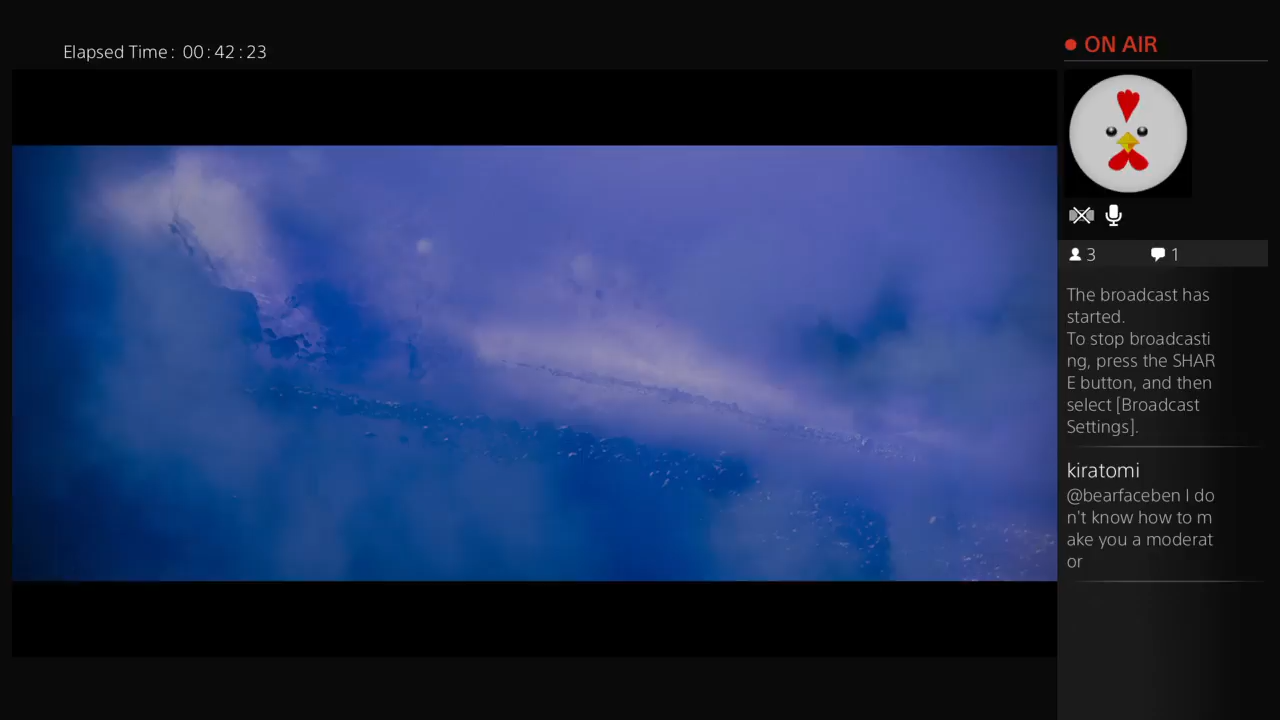 Elapsed Time: 00:42:23
ON AIR
3
1
The broadcast has
started.
To stop broadcasti
ng, press the SHAR
E button, and then
select [Broadcast
Settings].
kiratomi
@bearfaceben I do
n't know how to m
ake you a moderat
or